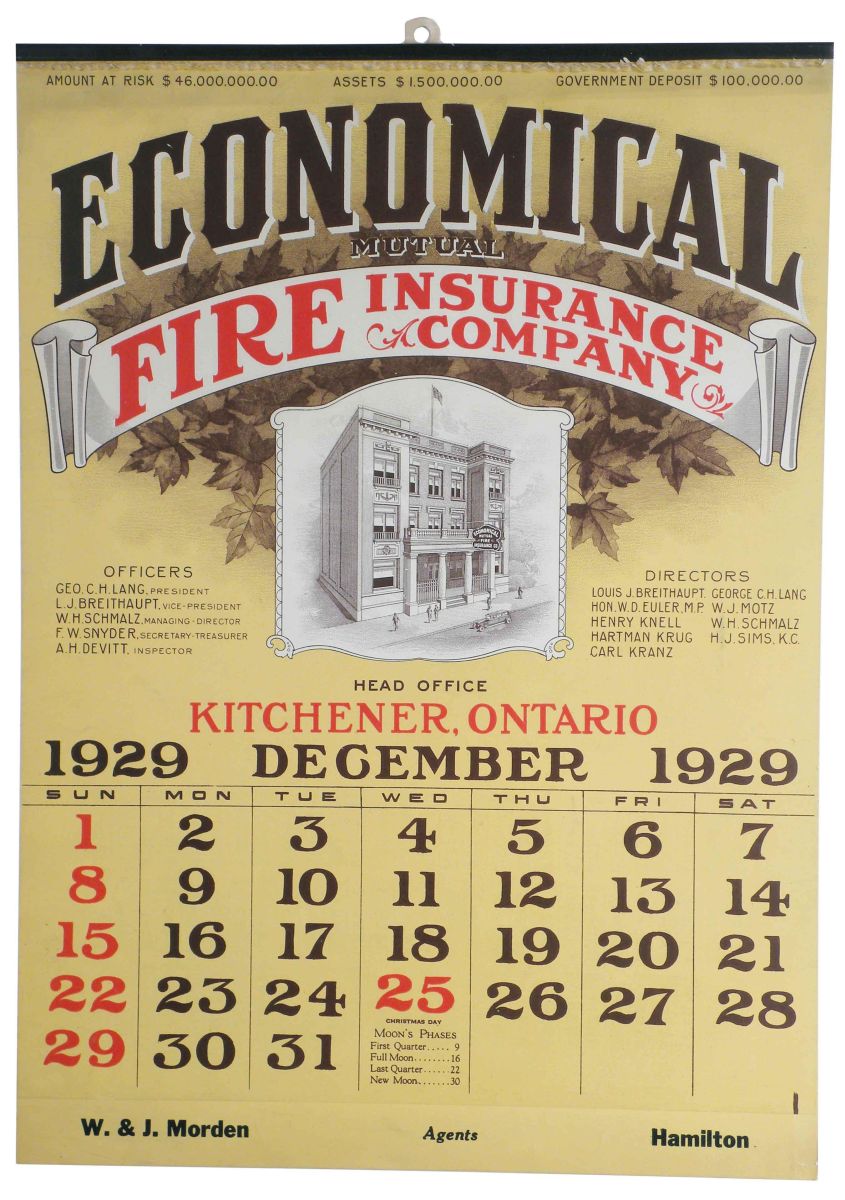 AMOUNT AT RISK $46,000,000.00 ASSETS $1,500,000.00 GOVERNMENT DEPOSIT $100,000.00
ECONOMICAL
MUTUAL
FIRE INSURANCE
COMPANY
ECONOMICAL
MUTUAL
FIRE
INSURANCE CO
OFFICERS
GEO. C. H. LANG, PRESIDENT
L. J. BREITHAUPT, VICE-PRESIDENT
W. H. SCHMALZ, MANAGING-DIRECTOR
F. W. SNYDER, SECRETARY-TREASURER
A. H. DEVITT, INSPECTOR
DIRECTORS
LOUIS J. BREITHAUPT. GEORGE C. H. LANG
HON. W. D. EULER, M.P. W. J. MOTZ
HENRY KNELL W. H. SCHMALZ
HARTMAN KRUG H. J. SIMS, K.C.
CARL KRANZ
HEAD OFFICE
KITCHENER, ONTARIO
1929 DECEMBER 1929
SUN MON TUE WED THU FRI SAT
1 2 3 4 5 6 7
8 9 10 11 12 13 14
15 16 17 18 19 20 21
22 23 24 25 26 27 28
CHRISTMAS DAY
29 30 31
MOON'S PHASES
First Quarter..... 9
Full Moon........16
Last Quarter......22
New Moon.......30
W. & J. Morden Agents Hamilton